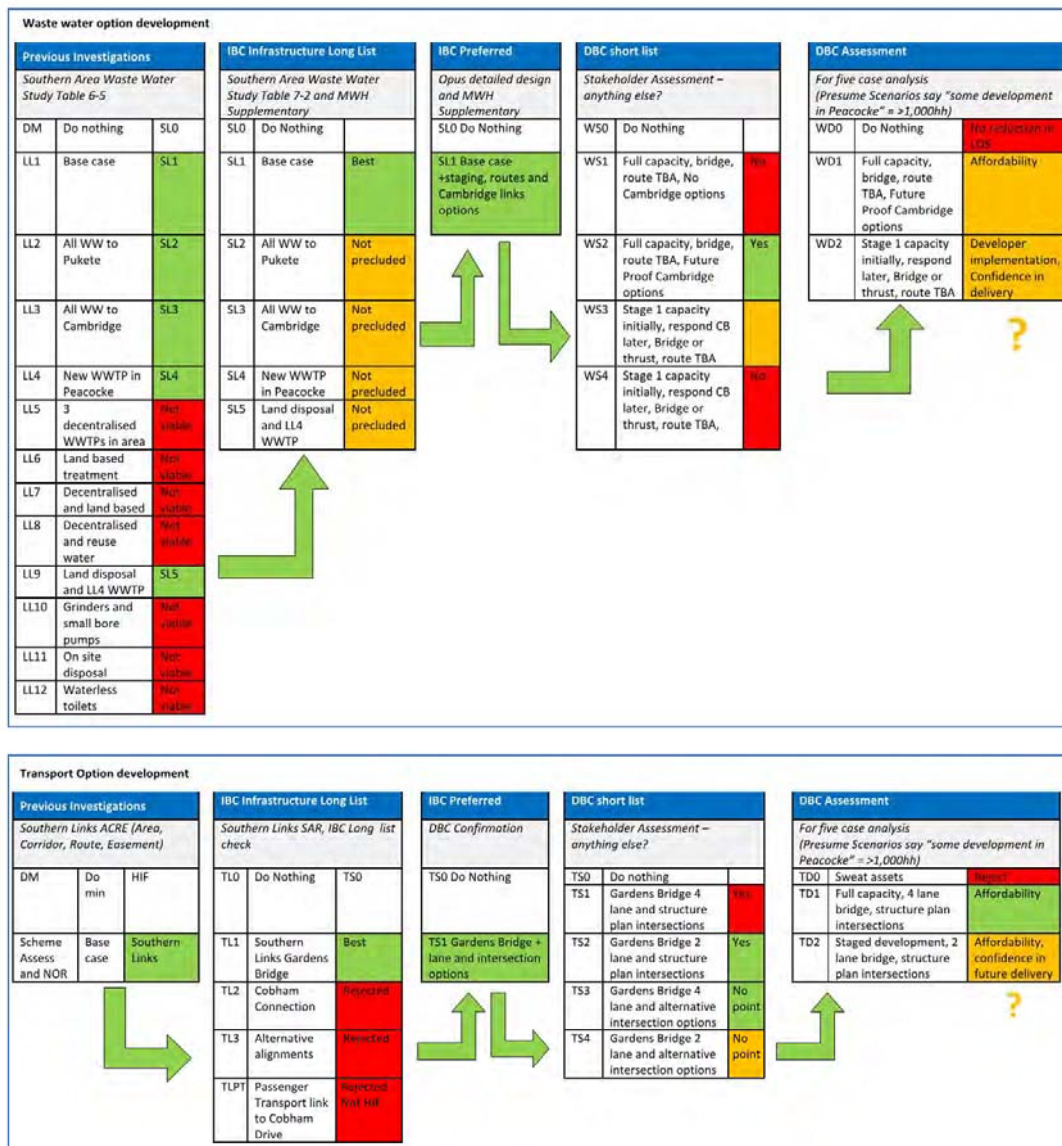 Waste water option development
Previous Investigations
Southern Area Waste Water
Study Table 6-5
DM Do nothing SL0
LL1 Base case SL1
LL2 All WW to SL2
Pukete
LL3 All WW to SL3
Cambridge
LL4 New WWTP in SL4
Peacocke
LL5 3 Not
decentralised viable
WWTPs in area
LL6 Land based Not
treatment viable
LL7 Decentralised Not
and land based viable
LL8 Decentralised Not
and reuse viable
water
LL9 Land disposal SL5
and LL4 WWTP
LL10 Grinders and Not
small bore viable
pumps
LL11 On site Not
disposal viable
LL12 Waterless Not
toilets viable
IBC Infrastructure Long List
Southern Area Waste Water
Study Table 7-2 and MWH
Supplementary
SL0 Do Nothing
SL1 Base case Best
SL2 All WW to Not
Pukete precluded
SL3 All WW to Not
Cambridge precluded
SL4 New WWTP in Not
Peacocke precluded
SL5 Land disposal Not
and LL4 precluded
WWTP
IBC Preferred
Opus detailed design
and MWH
Supplementary
SL0 Do Nothing
SL1 Base case
+staging, routes and
Cambridge links
options
DBC short list
Stakeholder Assessment –
anything else?
WS0 Do Nothing
WS1 Full capacity, bridge, No
route TBA, No
Cambridge options
WS2 Full capacity, bridge, Yes
route TBA, Future
Proof Cambridge
options
WS3 Stage 1 capacity
initially, respond CB
later, Bridge or
thrust, route TBA
WS4 Stage 1 capacity No
initially, respond CB
later, Bridge or
thrust, route TBA,
DBC Assessment
For five case analysis
(Presume Scenarios say "some development
in Peacocke" = >1,000hh)
WD0 Do Nothing No reduction in
LOS
WD1 Full capacity, Affordability
bridge, route
TBA, Future
Proof Cambridge
options
WD2 Stage 1 capacity Developer
initially, respond implementation,
later, Bridge or Confidence in
thrust, route TBA delivery
?
Transport Option development
Previous Investigations
Southern Links ACRE (Area,
Corridor, Route, Easement)
DM Do HIF
min
Scheme Base Southern
Assess case Links
and NOR
IBC Infrastructure Long List
Southern Links SAR, IBC Long list
check
TL0 Do Nothing TS0
TL1 Southern Best
Links Gardens
Bridge
TL2 Cobham Rejected
Connection
TL3 Alternative Rejected
alignments
TLPT Passenger Rejected
Transport link Not HIF
to Cobham
Drive
IBC Preferred
DBC Confirmation
TS0 Do Nothing
TS1 Gardens Bridge +
lane and intersection
options
DBC short list
Stakeholder Assessment –
anything else?
TS0 Do nothing
TS1 Gardens Bridge 4 Yes
lane and structure
plan intersections
TS2 Gardens Bridge 2 Yes
lane and structure
plan intersections
TS3 Gardens Bridge 4 No
lane and alternative point
intersection options
TS4 Gardens Bridge 2 No
lane and alternative point
intersection options
DBC Assessment
For five case analysis
(Presume Scenarios say "some development in
Peacocke" = >1,000hh)
TD0 Sweat assets Reject
TD1 Full capacity, 4 lane Affordability
bridge, structure plan
intersections
TD2 Staged development, 2 Affordability,
lane bridge, structure confidence in
plan intersections future delivery
?